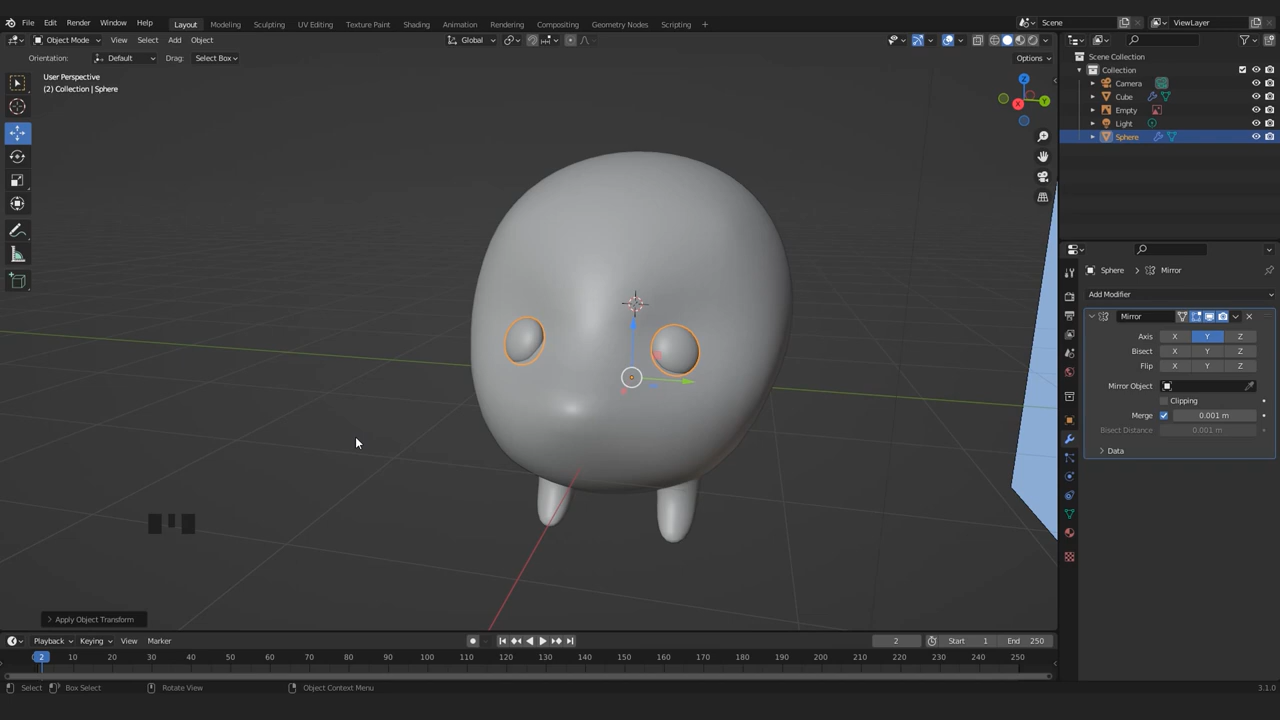 File Edit Render Window Help Layout Modeling Sculpting UV Editing Texture Paint Shading Animation Rendering Compositing Geometry Nodes Scripting + Scene ViewLayer
Object Mode View Select Add Object Global
Orientation: Default Drag: Select Box Options
User Perspective
(2) Collection | Sphere
Z
Y
X
Scene Collection
Collection
Camera
Cube
Empty
Light
Sphere
Sphere > Mirror
Add Modifier
Mirror
Axis X Y Z
Bisect X Y Z
Flip X Y Z
Mirror Object
Clipping
Merge 0.001 m
Bisect Distance 0.001 m
Data
Apply Object Transform
Playback Keying View Marker 2 Start 1 End 250
2 10 20 30 40 50 60 70 80 90 100 110 120 130 140 150 160 170 180 190 200 210 220 230 240 250
Select Box Select Rotate View Object Context Menu 3.1.0